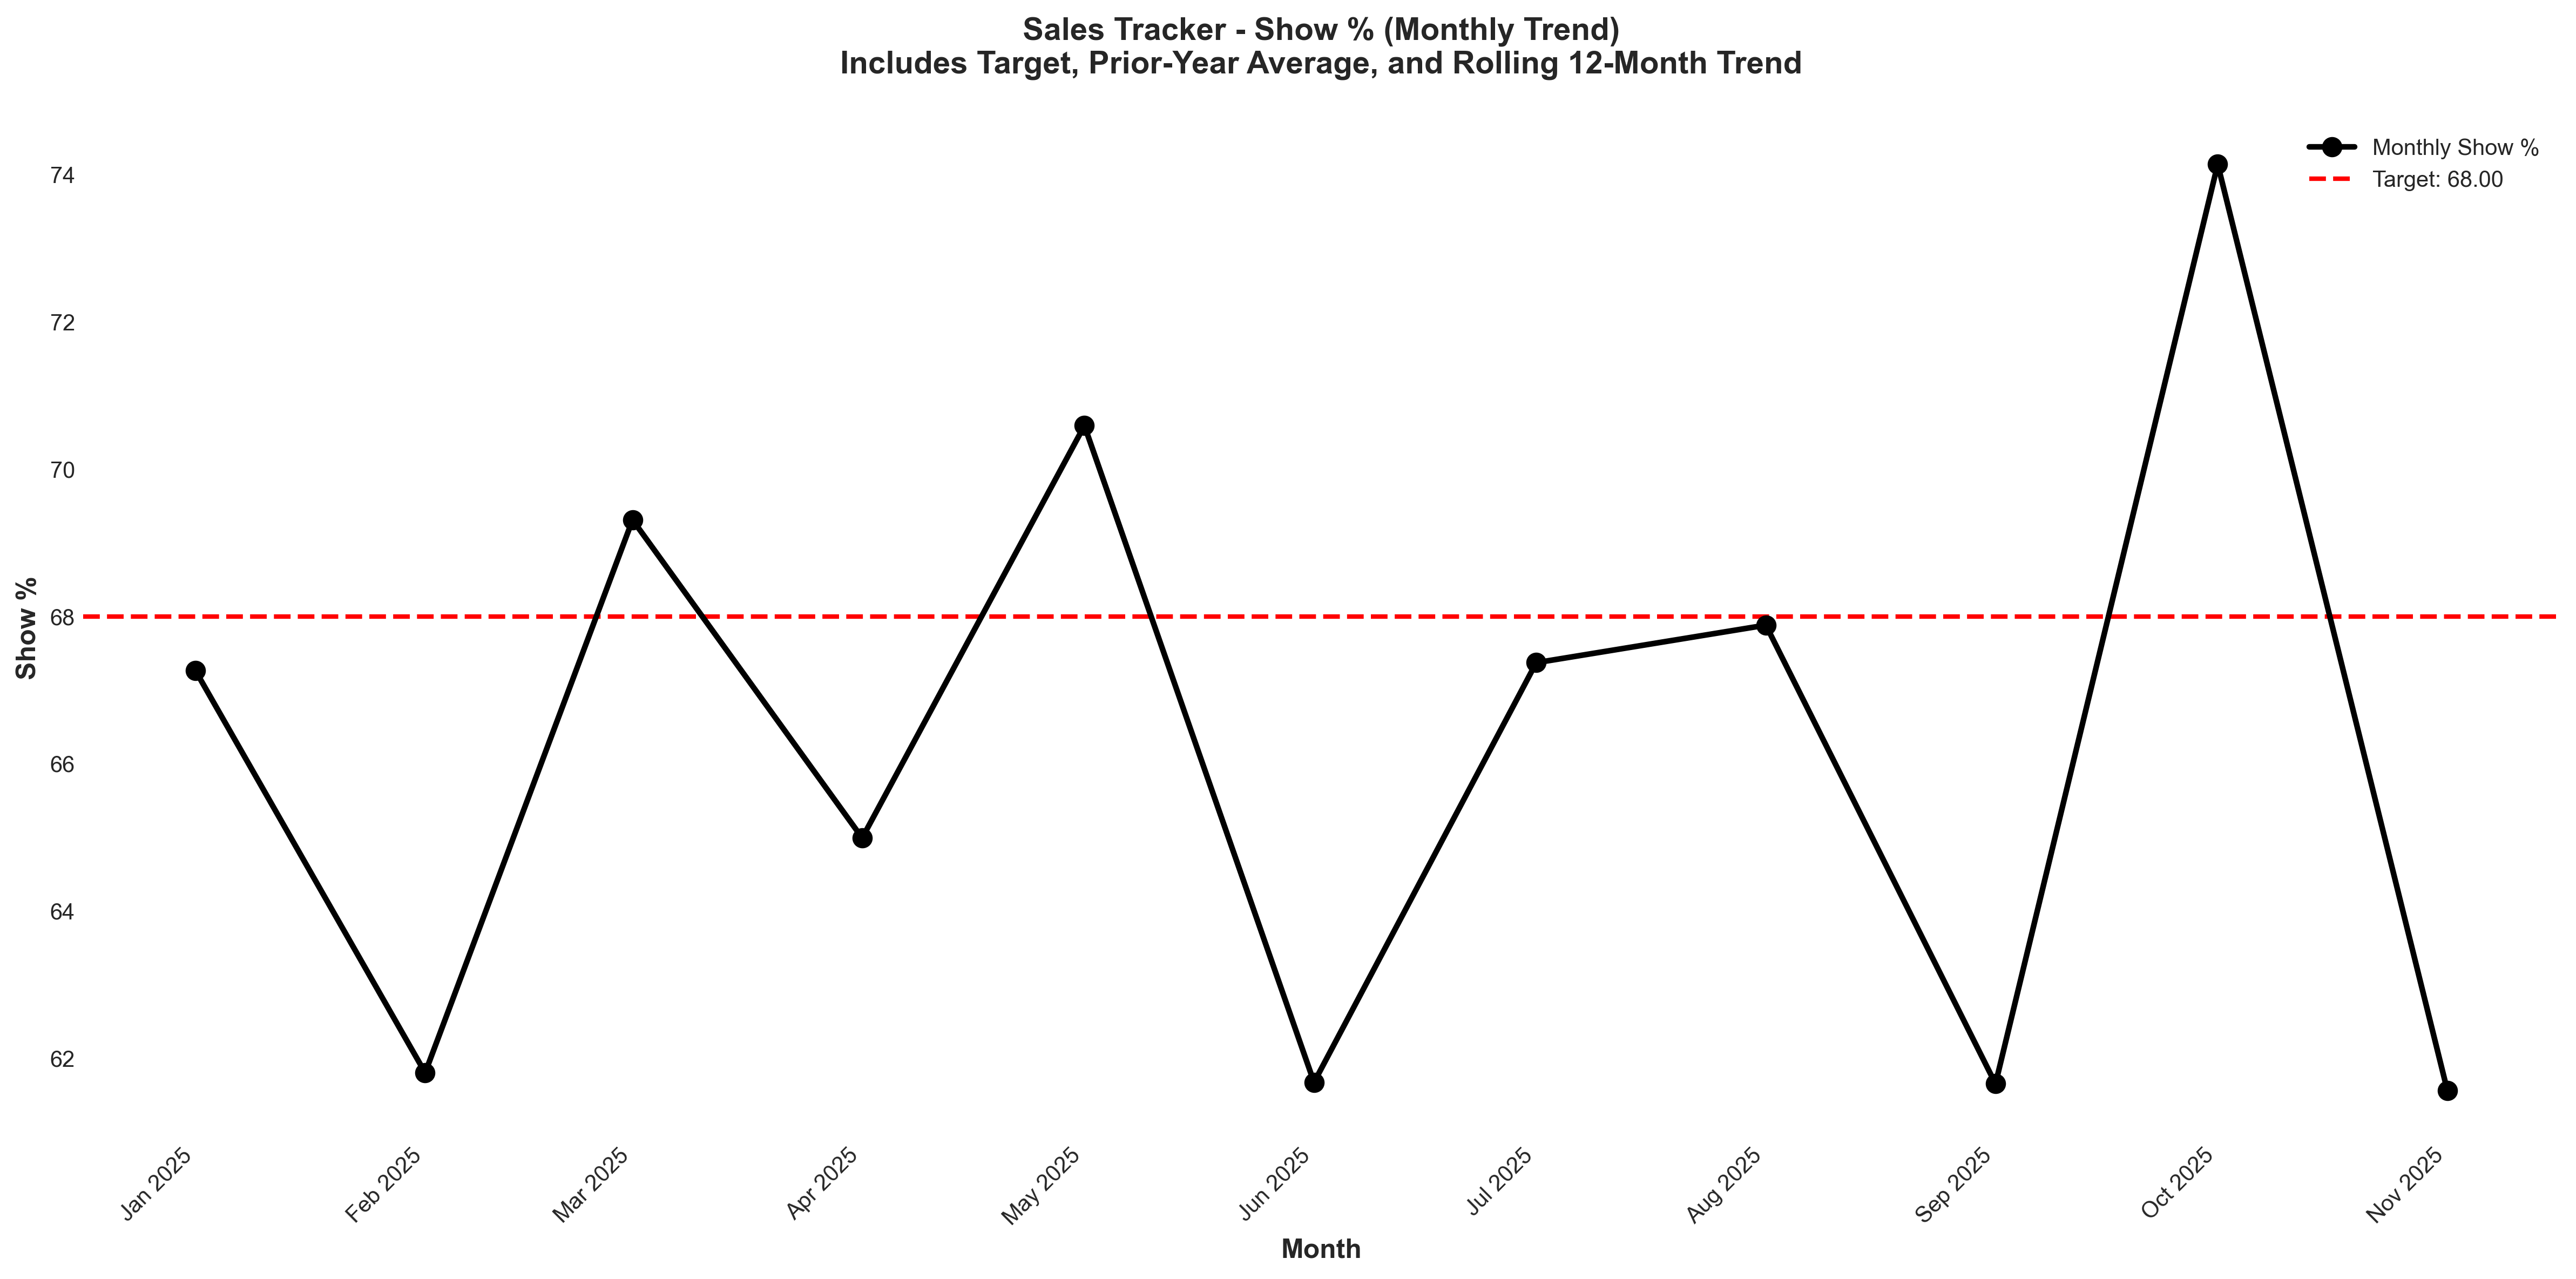 Sales Tracker - Show % (Monthly Trend)
Includes Target, Prior-Year Average, and Rolling 12-Month Trend
Monthly Show %
Target: 68.00
74
72
70
68
66
64
62
Show %
Jan 2025
Feb 2025
Mar 2025
Apr 2025
May 2025
Jun 2025
Jul 2025
Aug 2025
Sep 2025
Oct 2025
Nov 2025
Month